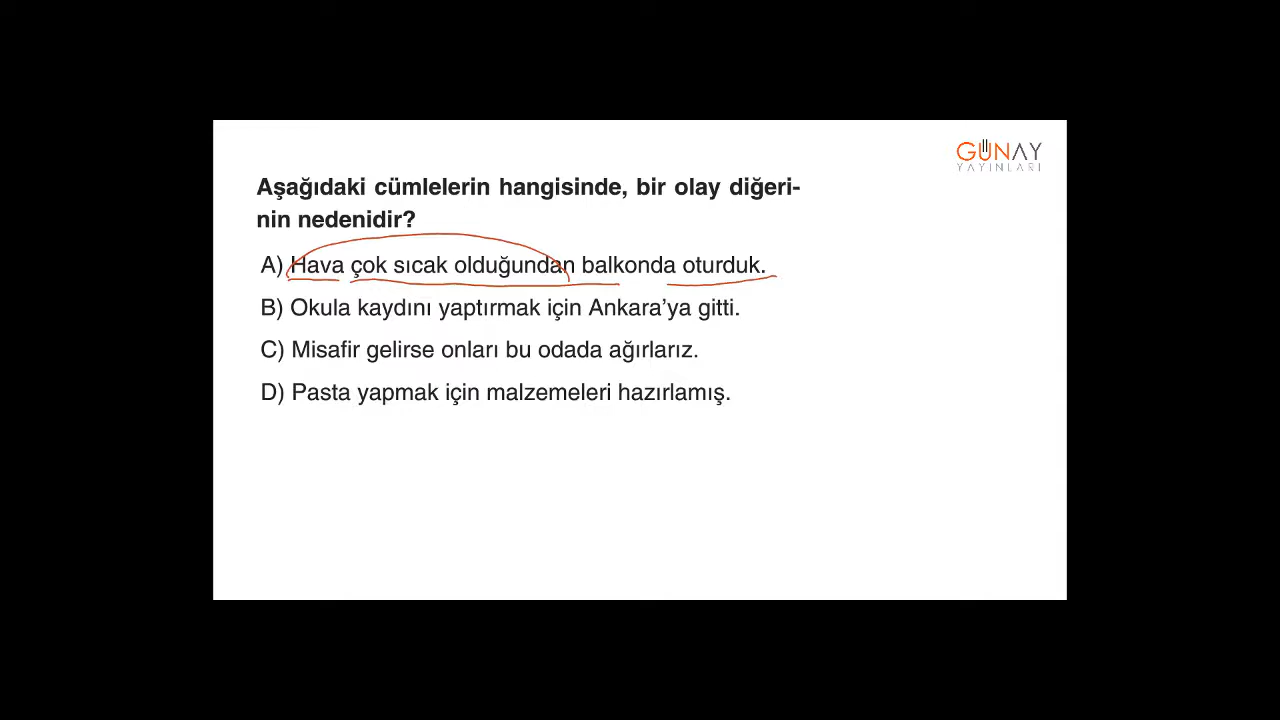 GÜNAY
YAYINLARI
Aşağıdaki cümlelerin hangisinde, bir olay diğeri-
nin nedenidir?
A) Hava çok sıcak olduğundan balkonda oturduk.
B) Okula kaydını yaptırmak için Ankara’ya gitti.
C) Misafir gelirse onları bu odada ağırlarız.
D) Pasta yapmak için malzemeleri hazırlamış.